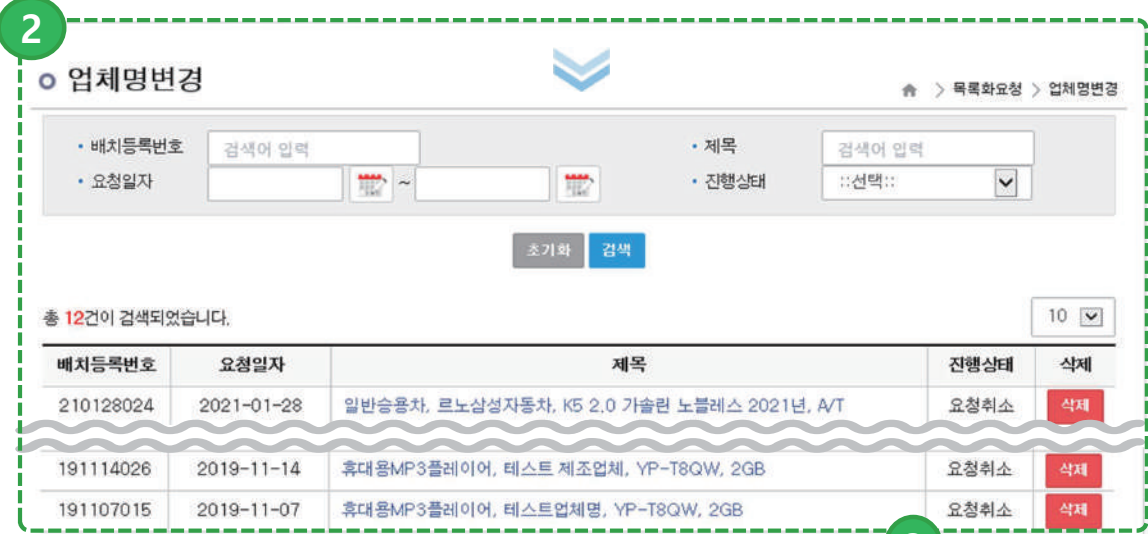 2
업체명변경
> 목록화요청 > 업체명변경
• 배치등록번호 검색어 입력 • 제목 검색어 입력
• 요청일자 ~ • 진행상태 ::선택::
초기화 검색
총 12건이 검색되었습니다. 10
배치등록번호 요청일자 제목 진행상태 삭제
210128024 2021-01-28 일반승용차, 르노삼성자동차, K5 2.0 가솔린 노블레스 2021년, A/T 요청취소 삭제
191114026 2019-11-14 휴대용MP3플레이어, 테스트 제조업체, YP-T8QW, 2GB 요청취소 삭제
191107015 2019-11-07 휴대용MP3플레이어, 테스트업체명, YP-T8QW, 2GB 요청취소 삭제